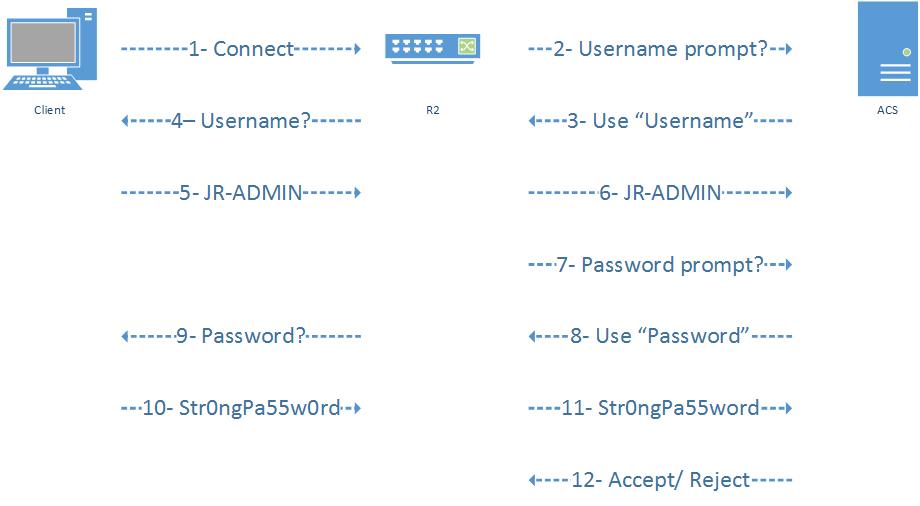 1- Connect
2- Username prompt?
Client
R2
ACS
4– Username?
3- Use “Username”
5- JR-ADMIN
6- JR-ADMIN
7- Password prompt?
9- Password?
8- Use “Password”
10- Str0ngPa55w0rd
11- Str0ngPa55word
12- Accept/ Reject